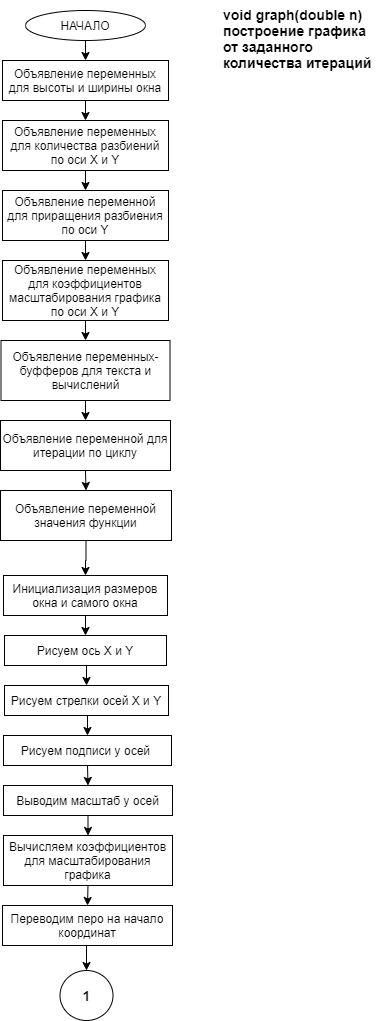 НАЧАЛО
void graph(double n)
построение графика
от заданного
количества итераций
Объявление переменных
для высоты и ширины окна
Объявление переменных
для количества разбиений
по оси X и Y
Объявление переменной
для приращения разбиения
по оси Y
Объявление переменных
для коэффициентов
масштабирования графика
по оси X и Y
Объявление переменных-
буфферов для текста и
вычислений
Объявление переменной для
итерации по циклу
Объявление переменной
значения функции
Инициализация размеров
окна и самого окна
Рисуем ось X и Y
Рисуем стрелки осей X и Y
Рисуем подписи у осей
Выводим масштаб у осей
Вычисляем коэффициентов
для масштабирования
графика
Переводим перо на начало
координат
1